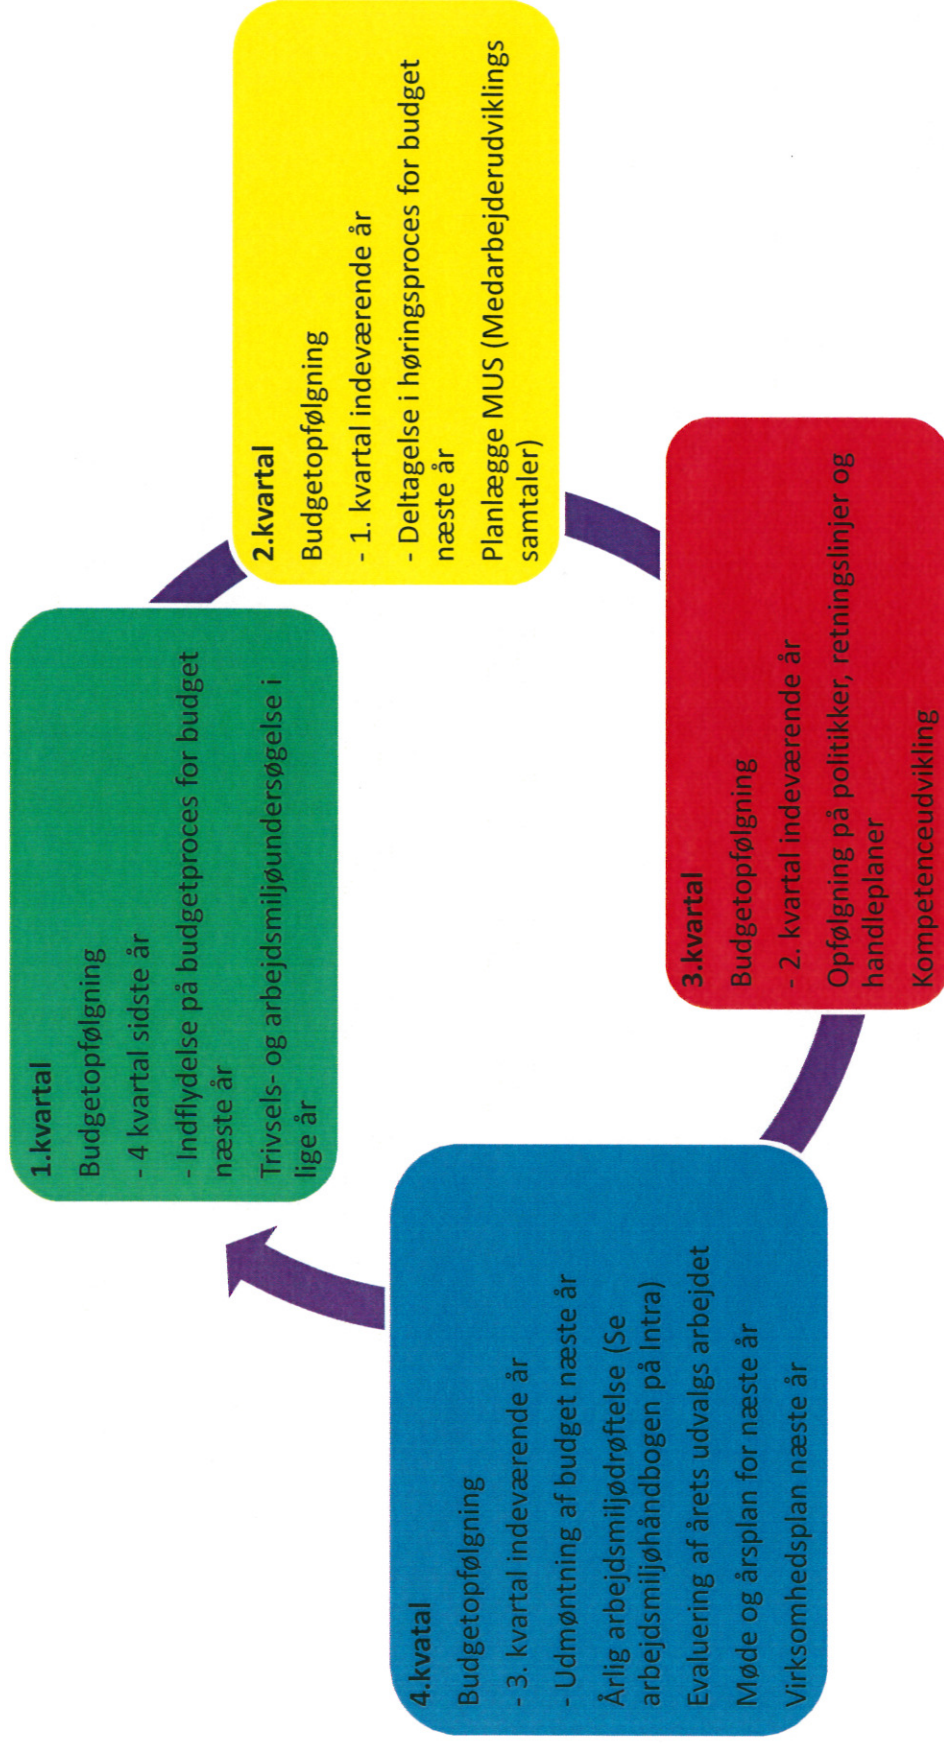 1.kvartal
Budgetopfølgning
- 4 kvartal sidste år
- Indflydelse på budgetproces for budget
næste år
Trivsels- og arbejdsmiljøundersøgelse i
lige år
2.kvartal
Budgetopfølgning
- 1. kvartal indeværende år
- Deltagelse i høringsproces for budget
næste år
Planlægge MUS (Medarbejderudviklings
samtaler)
3.kvartal
Budgetopfølgning
- 2. kvartal indeværende år
Opfølgning på politikker, retningslinjer og
handleplaner
Kompetenceudvikling
4.kvatal
Budgetopfølgning
- 3. kvartal indeværende år
- Udmøntning af budget næste år
Årlig arbejdsmiljødrøftelse (Se
arbejdsmiljøhåndbogen på Intra)
Evaluering af årets udvalgs arbejdet
Møde og årsplan for næste år
Virksomhedsplan næste år